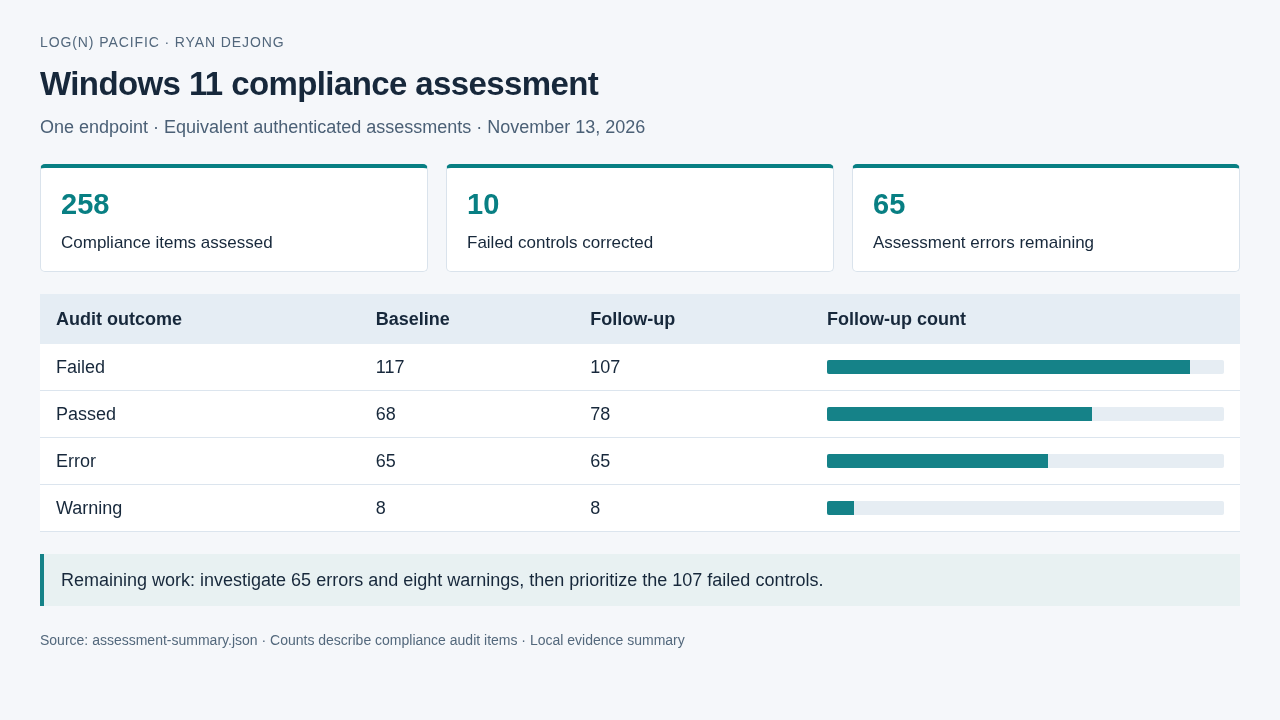 LOG(N) PACIFIC · RYAN DEJONG
Windows 11 compliance assessment
One endpoint · Equivalent authenticated assessments · November 13, 2026
258
Compliance items assessed
10
Failed controls corrected
65
Assessment errors remaining
Audit outcome Baseline Follow-up Follow-up count
Failed 117 107
Passed 68 78
Error 65 65
Warning 8 8
Remaining work: investigate 65 errors and eight warnings, then prioritize the 107 failed controls.
Source: assessment-summary.json · Counts describe compliance audit items · Local evidence summary